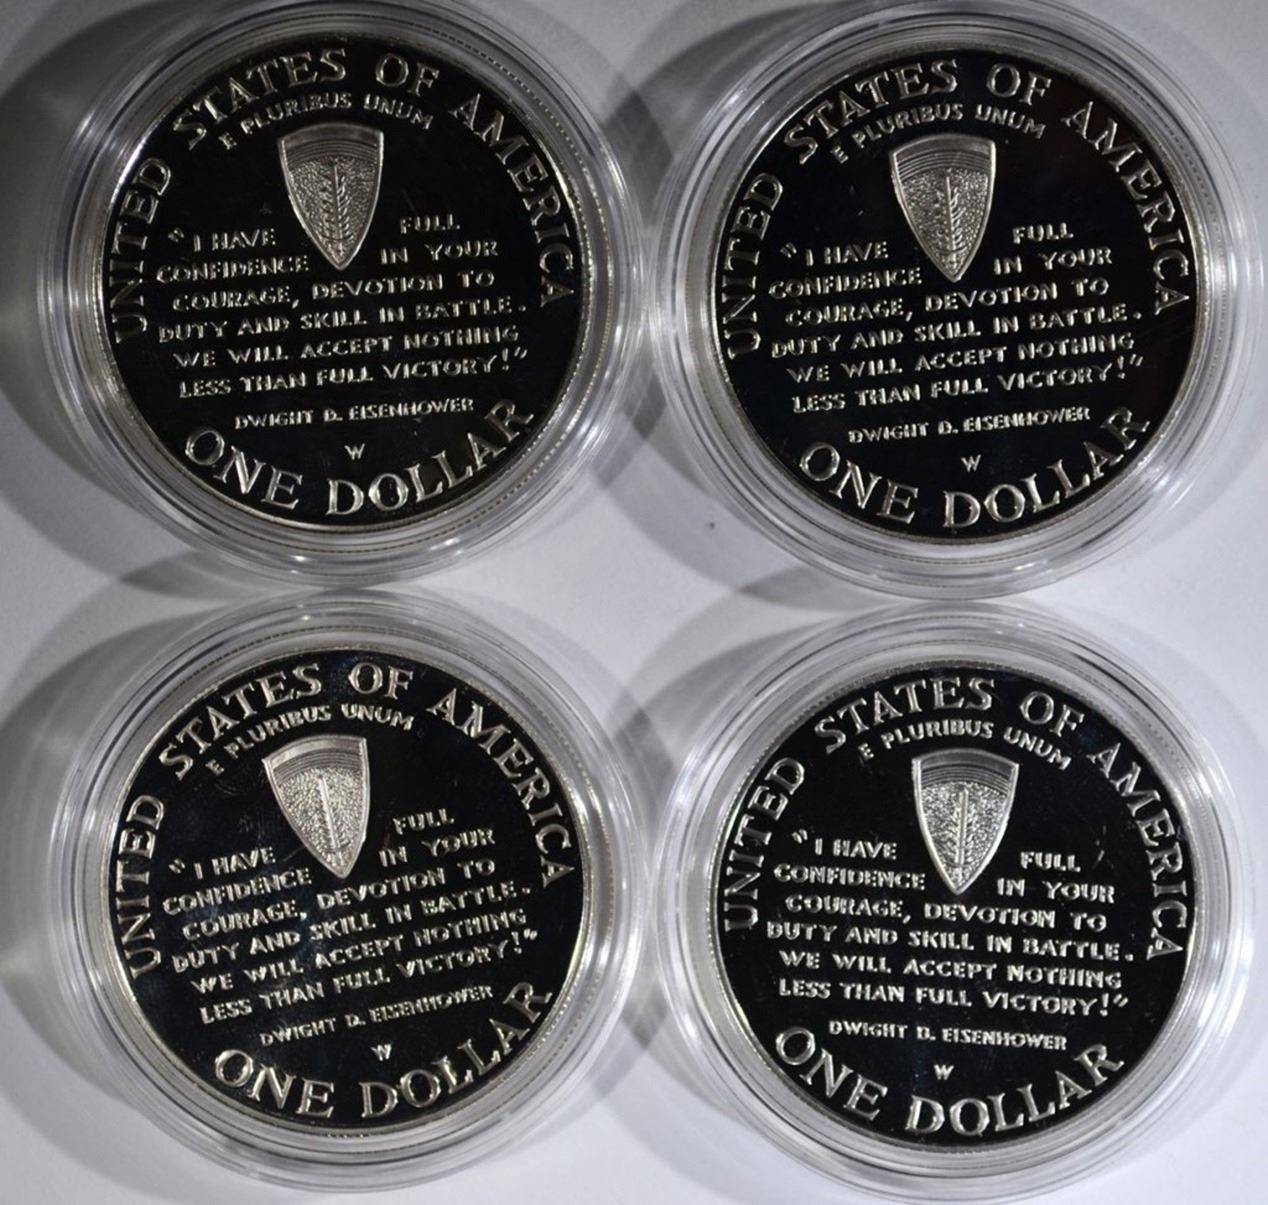 UNITED STATES OF AMERICA
E PLURIBUS UNUM
"I HAVE FULL
CONFIDENCE IN YOUR
COURAGE, DEVOTION TO
DUTY AND SKILL IN BATTLE.
WE WILL ACCEPT NOTHING
LESS THAN FULL VICTORY!"
DWIGHT D. EISENHOWER
W
ONE DOLLAR
UNITED STATES OF AMERICA
E PLURIBUS UNUM
"I HAVE FULL
CONFIDENCE IN YOUR
COURAGE, DEVOTION TO
DUTY AND SKILL IN BATTLE.
WE WILL ACCEPT NOTHING
LESS THAN FULL VICTORY!"
DWIGHT D. EISENHOWER
W
ONE DOLLAR
UNITED STATES OF AMERICA
E PLURIBUS UNUM
"I HAVE FULL
CONFIDENCE IN YOUR
COURAGE, DEVOTION TO
DUTY AND SKILL IN BATTLE.
WE WILL ACCEPT NOTHING
LESS THAN FULL VICTORY!"
DWIGHT D. EISENHOWER
W
ONE DOLLAR
UNITED STATES OF AMERICA
E PLURIBUS UNUM
"I HAVE FULL
CONFIDENCE IN YOUR
COURAGE, DEVOTION TO
DUTY AND SKILL IN BATTLE.
WE WILL ACCEPT NOTHING
LESS THAN FULL VICTORY!"
DWIGHT D. EISENHOWER
W
ONE DOLLAR